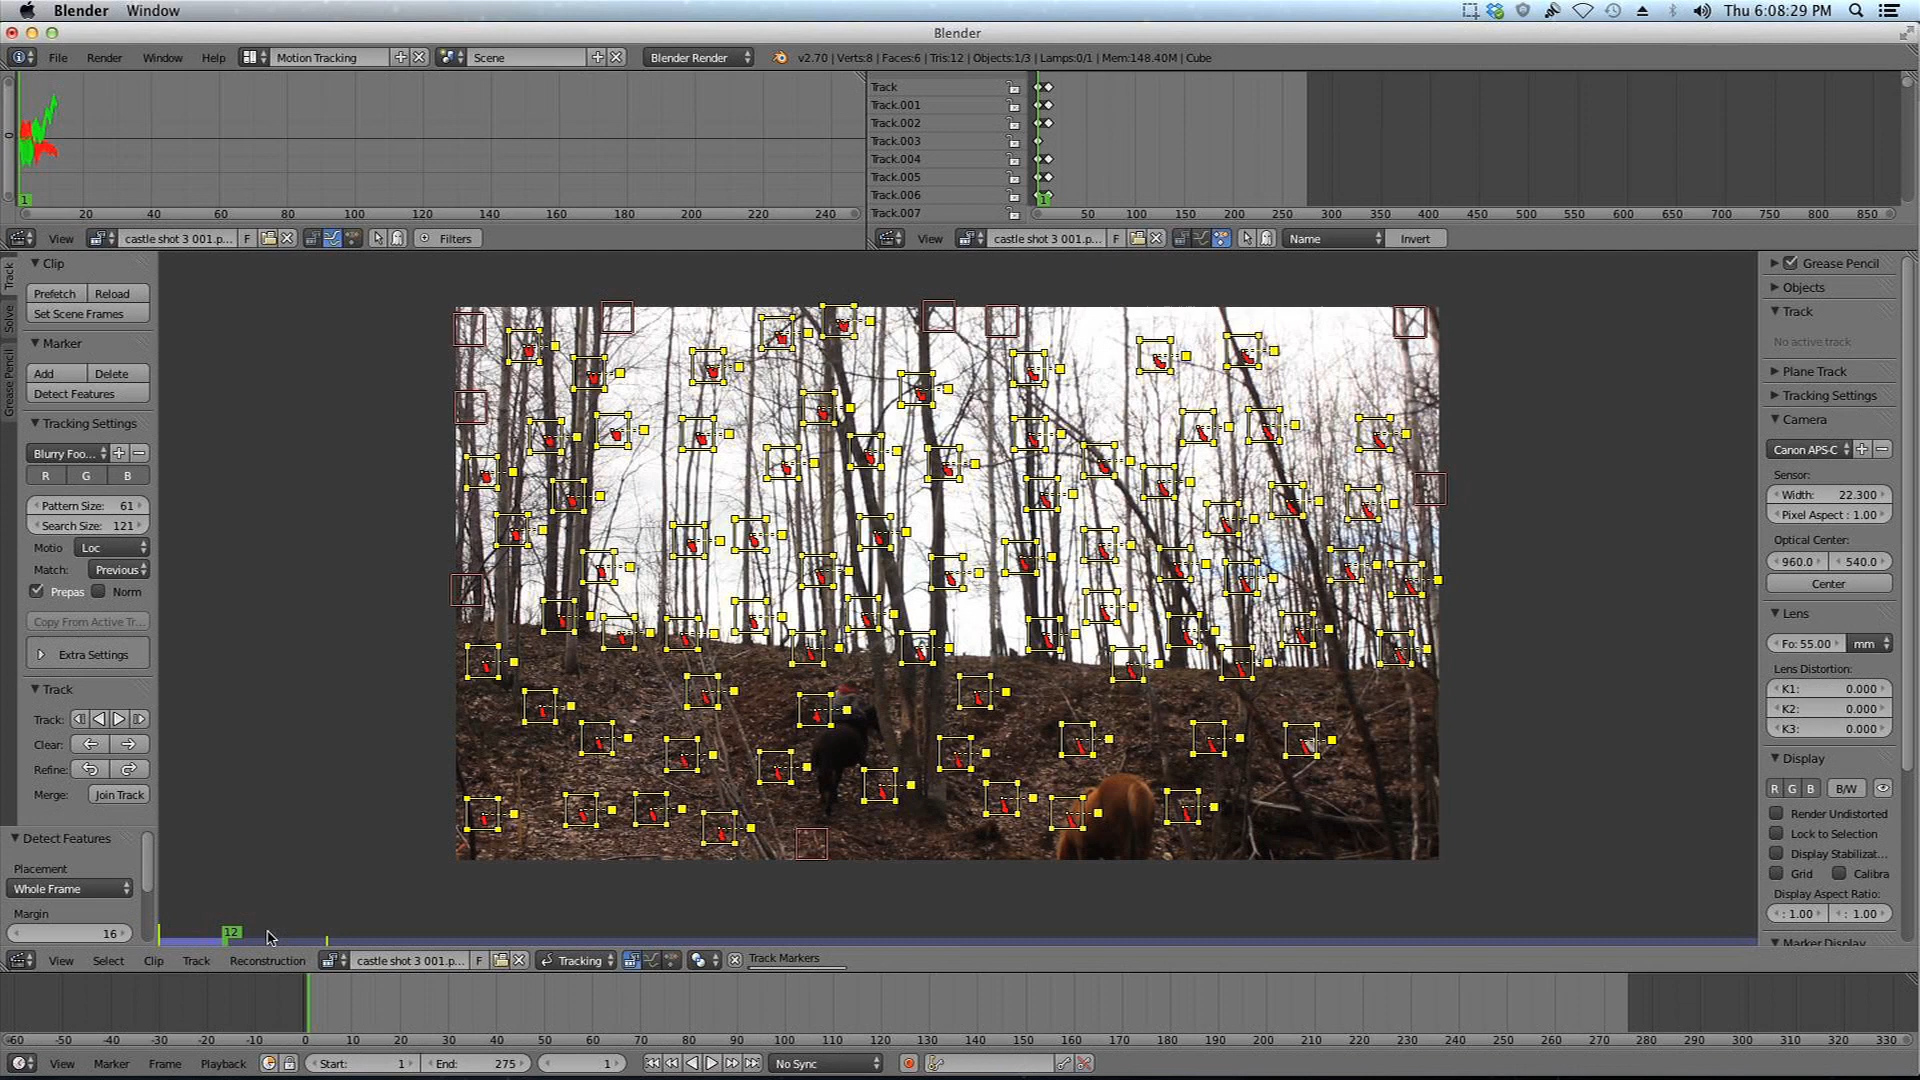 Blender Window Thu 6:08:29 PM
Blender
File Render Window Help Motion Tracking Scene Blender Render v2.70 | Verts:8 | Faces:6 | Tris:12 | Objects:1/3 | Lamps:0/1 | Mem:148.40M | Cube
Track
Track.001
Track.002
Track.003
Track.004
Track.005
Track.006
Track.007
0
1
20 40 60 80 100 120 140 160 180 200 220 240
1
50 100 150 200 250 300 350 400 450 500 550 600 650 700 750 800 850
View castle shot 3 001.p... F Filters
View castle shot 3 001.p... F Name Invert
Track
Solve
Grease Pencil
Clip
Prefetch Reload
Set Scene Frames
Marker
Add Delete
Detect Features
Tracking Settings
Blurry Foo...
R G B
Pattern Size: 61
Search Size: 121
Motio Loc
Match: Previous
Prepas Norm
Copy From Active Tr...
Extra Settings
Track
Track:
Clear:
Refine:
Merge: Join Track
Detect Features
Placement
Whole Frame
Margin
16
12
Grease Pencil
Objects
Track
No active track
Plane Track
Tracking Settings
Camera
Canon APS-C
Sensor:
Width: 22.300
Pixel Aspect : 1.00
Optical Center:
960.0 540.0
Center
Lens
Fo: 55.00 mm
Lens Distortion:
K1: 0.000
K2: 0.000
K3: 0.000
Display
R G B B/W
Render Undistorted
Lock to Selection
Display Stabilizat...
Grid Calibra
Display Aspect Ratio:
: 1.00 : 1.00
Marker Display
View Select Clip Track Reconstruction castle shot 3 001.p... F Tracking Track Markers
-60 -50 -40 -30 -20 -10 0 10 20 30 40 50 60 70 80 90 100 110 120 130 140 150 160 170 180 190 200 210 220 230 240 250 260 270 280 290 300 310 320 330
View Marker Frame Playback Start: 1 End: 275 1 No Sync